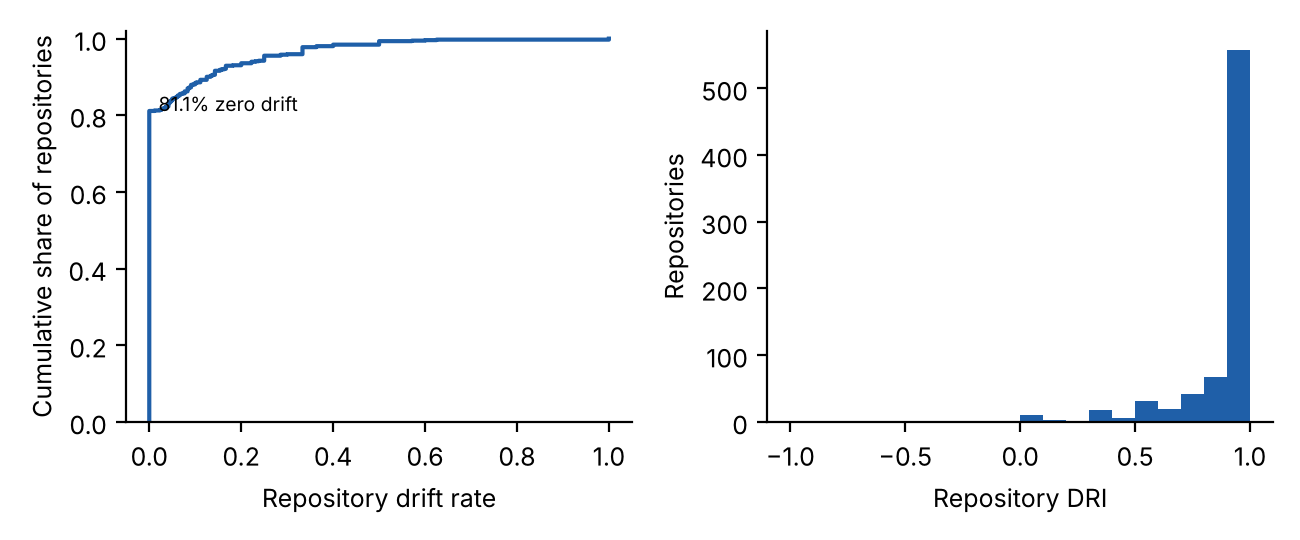 Cumulative share of repositories
1.0
0.8
0.6
0.4
0.2
0.0
81.1% zero drift
0.0 0.2 0.4 0.6 0.8 1.0
Repository drift rate
Repositories
500
400
300
200
100
0
−1.0 −0.5 0.0 0.5 1.0
Repository DRI